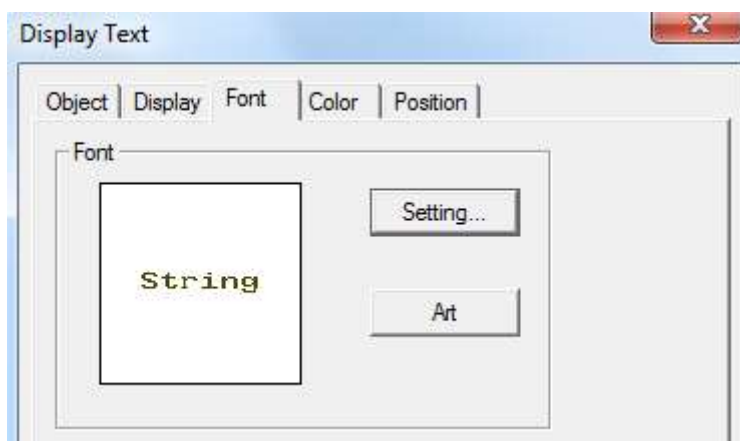 Display Text
Object Display Font Color Position
Font
Setting...
String
Art